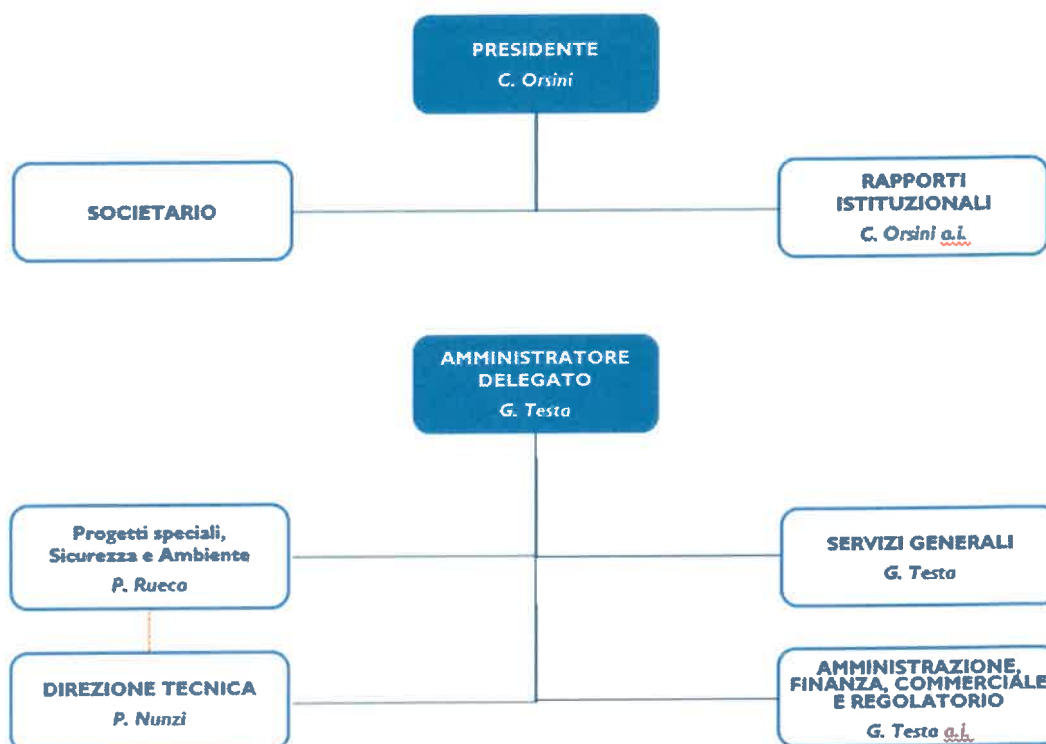 PRESIDENTE
C. Orsini
SOCIETARIO
RAPPORTI
ISTITUZIONALI
C. Orsini a.i.
AMMINISTRATORE
DELEGATO
G. Testa
Progetti speciali,
Sicurezza e Ambiente
P. Rueca
SERVIZI GENERALI
G. Testa
DIREZIONE TECNICA
P. Nunzi
AMMINISTRAZIONE,
FINANZA, COMMERCIALE
E REGOLATORIO
G. Testa a.i.